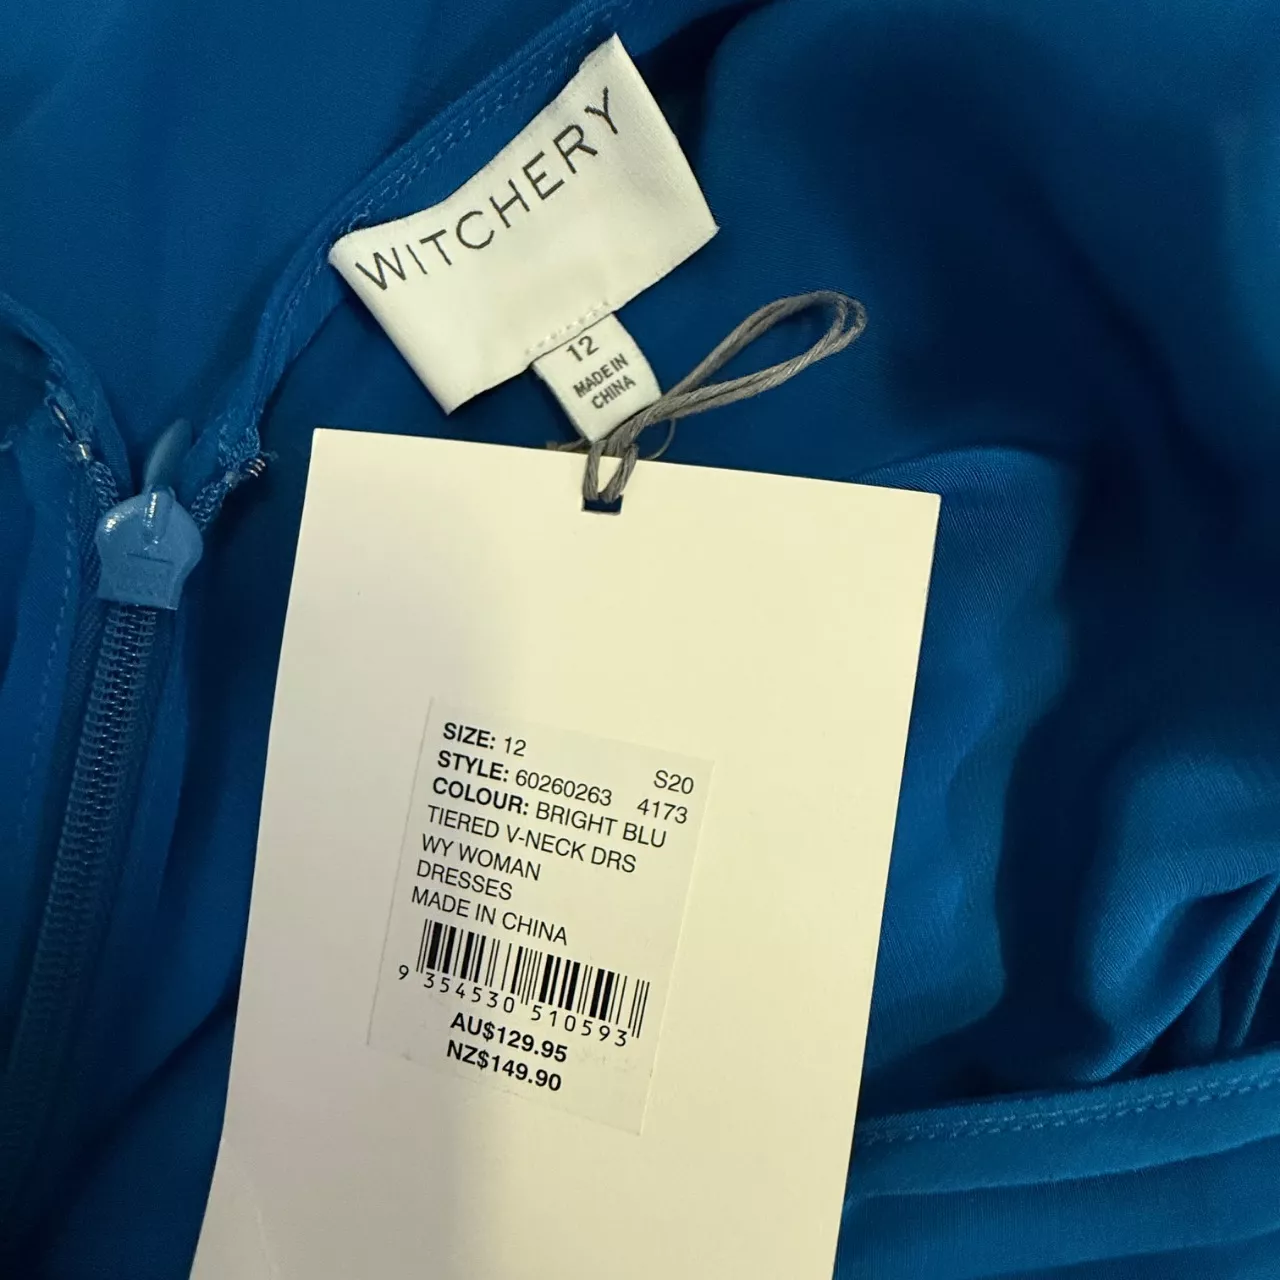 WITCHERY
12
MADE IN
CHINA
SIZE: 12
S20
STYLE: 60260263 4173
COLOUR: BRIGHT BLU
TIERED V-NECK DRS
WY WOMAN
DRESSES
MADE IN CHINA
9 354530 510593
AU$129.95
NZ$149.90